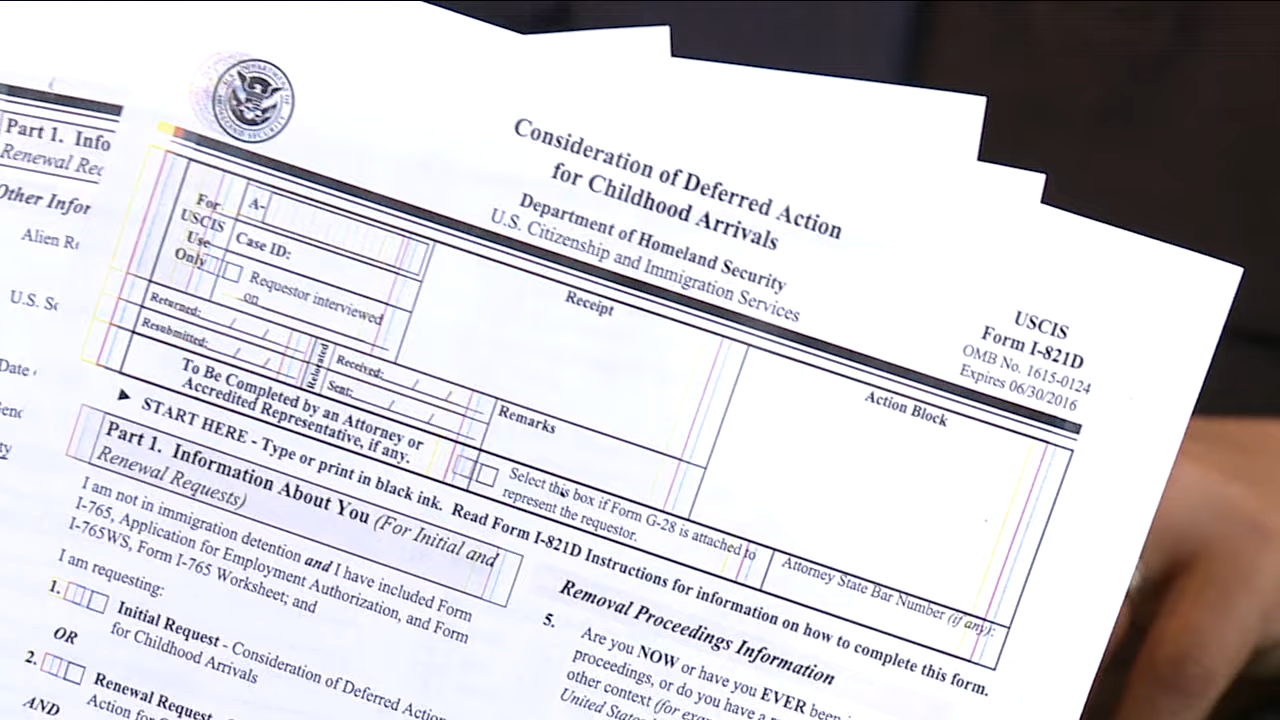 Part 1. Info
Renewal Rec
Other Infor
Alien Re
U.S. So
Date
U.S. DEPARTMENT OF
HOMELAND SECURITY
Consideration of Deferred Action
for Childhood Arrivals
Department of Homeland Security
U.S. Citizenship and Immigration Services
USCIS
Form I-821D
OMB No. 1615-0124
Expires 06/30/2016
For
USCIS
Use
Only
A-
Case ID:
Requestor interviewed
on
Returned: / /
Resubmitted: / /
Relocated
Received: / /
Sent: / /
Receipt
Remarks
Action Block
To Be Completed by an Attorney or
Accredited Representative, if any.
Select this box if Form G-28 is attached to
represent the requestor.
Attorney State Bar Number (if any):
► START HERE - Type or print in black ink. Read Form I-821D Instructions for information on how to complete this form.
Part 1. Information About You (For Initial and
Renewal Requests)
I am not in immigration detention and I have included Form
I-765, Application for Employment Authorization, and Form
I-765WS, Form I-765 Worksheet; and
I am requesting:
1. Initial Request - Consideration of Deferred Actio
for Childhood Arrivals
OR
2. Renewal Request
Action for
AND
Removal Proceedings Information
5. Are you NOW or have you EVER been
proceedings, or do you have a
other context (for exa
United State